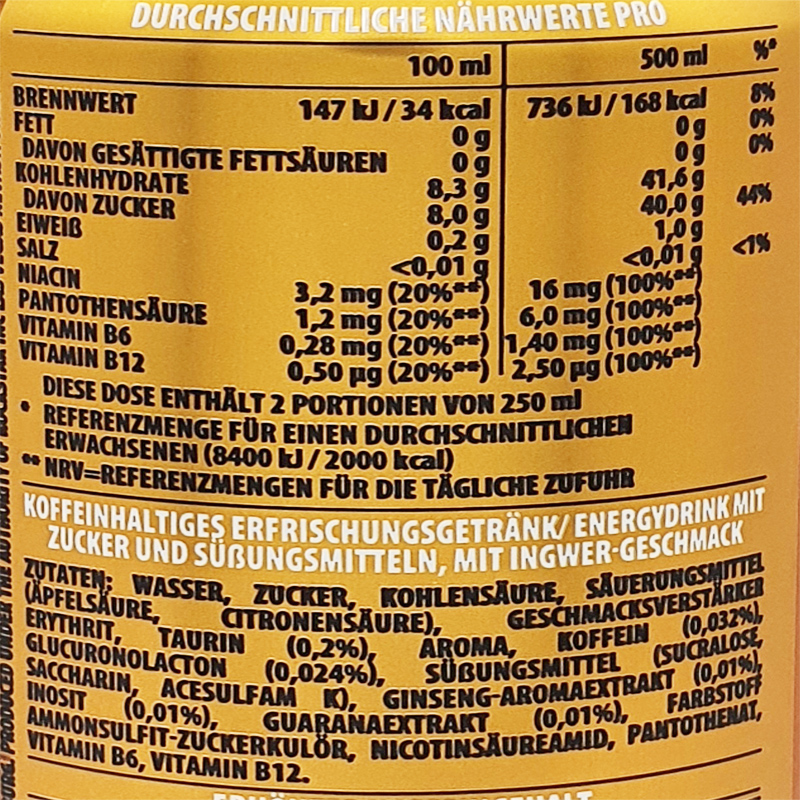 DURCHSCHNITTLICHE NÄHRWERTE PRO
100 ml 500 ml %*
BRENNWERT 147 kJ / 34 kcal 736 kJ / 168 kcal 8%
FETT 0 g 0 g 0%
DAVON GESÄTTIGTE FETTSÄUREN 0 g 0 g 0%
KOHLENHYDRATE 8,3 g 41,6 g
DAVON ZUCKER 8,0 g 40,0 g 44%
EIWEIß 0,2 g 1,0 g
SALZ <0,01 g <0,01 g <1%
NIACIN 3,2 mg (20%**) 16 mg (100%**)
PANTOTHENSÄURE 1,2 mg (20%**) 6,0 mg (100%**)
VITAMIN B6 0,28 mg (20%**) 1,40 mg (100%**)
VITAMIN B12 0,50 µg (20%**) 2,50 µg (100%**)
DIESE DOSE ENTHÄLT 2 PORTIONEN VON 250 ml
* REFERENZMENGE FÜR EINEN DURCHSCHNITTLICHEN
ERWACHSENEN (8400 kJ / 2000 kcal)
** NRV=REFERENZMENGEN FÜR DIE TÄGLICHE ZUFUHR
KOFFEINHALTIGES ERFRISCHUNGSGETRÄNK/ ENERGYDRINK MIT
ZUCKER UND SÜßUNGSMITTELN, MIT INGWER-GESCHMACK
ZUTATEN: WASSER, ZUCKER, KOHLENSÄURE, SÄUERUNGSMITTEL
(ÄPFELSÄURE, CITRONENSÄURE), GESCHMACKSVERSTÄRKER
ERYTHRIT, TAURIN (0,2%), AROMA, KOFFEIN (0,032%),
GLUCURONOLACTON (0,024%), SÜßUNGSMITTEL (SUCRALOSE,
SACCHARIN, ACESULFAM K), GINSENG-AROMAEXTRAKT (0,01%),
INOSIT (0,01%), GUARANAEXTRAKT (0,01%), FARBSTOFF
AMMONSULFIT-ZUCKERKULÖR, NICOTINSÄUREAMID, PANTOTHENAT,
VITAMIN B6, VITAMIN B12.